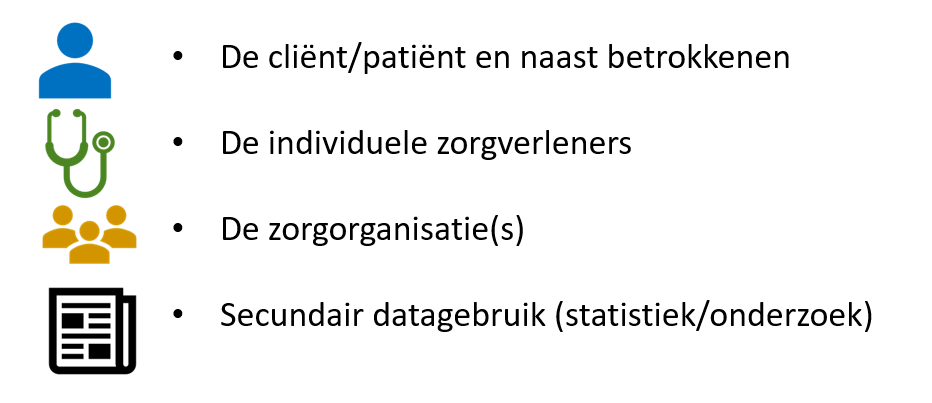 • De cliënt/patiënt en naast betrokkenen
• De individuele zorgverleners
• De zorgorganisatie(s)
• Secundair datagebruik (statistiek/onderzoek)